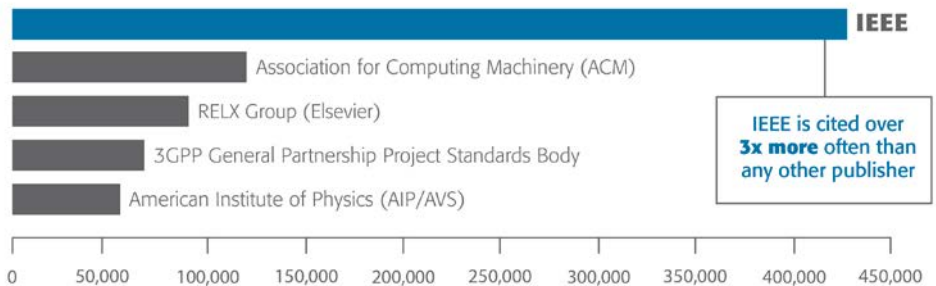 IEEE
Association for Computing Machinery (ACM)
RELX Group (Elsevier)
3GPP General Partnership Project Standards Body
American Institute of Physics (AIP/AVS)
IEEE is cited over
3x more often than
any other publisher
0 50,000 100,000 150,000 200,000 250,000 300,000 350,000 400,000 450,000